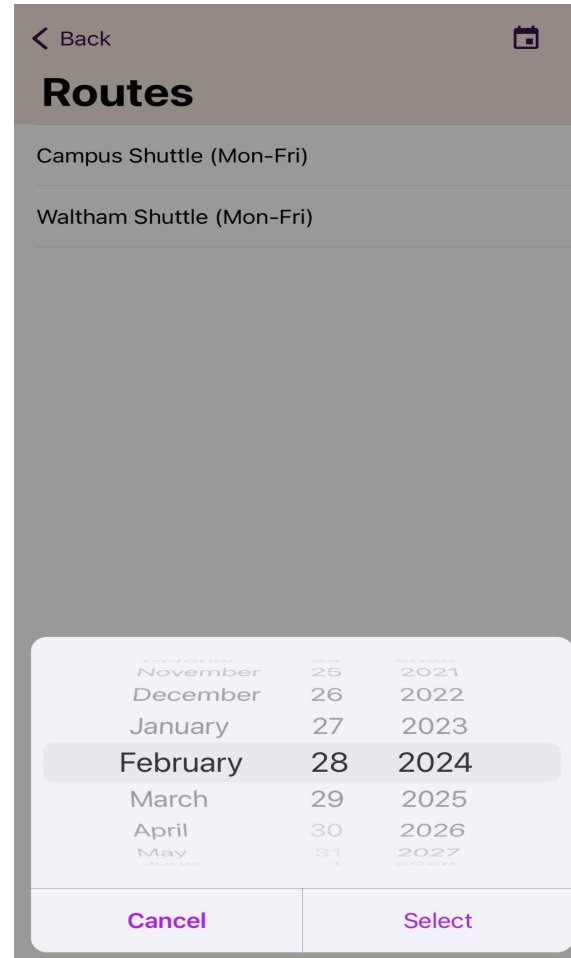 Back
Routes
Campus Shuttle (Mon-Fri)
Waltham Shuttle (Mon-Fri)
November 25 2021
December 26 2022
January 27 2023
February 28 2024
March 29 2025
April 30 2026
May 31 2027
Cancel Select